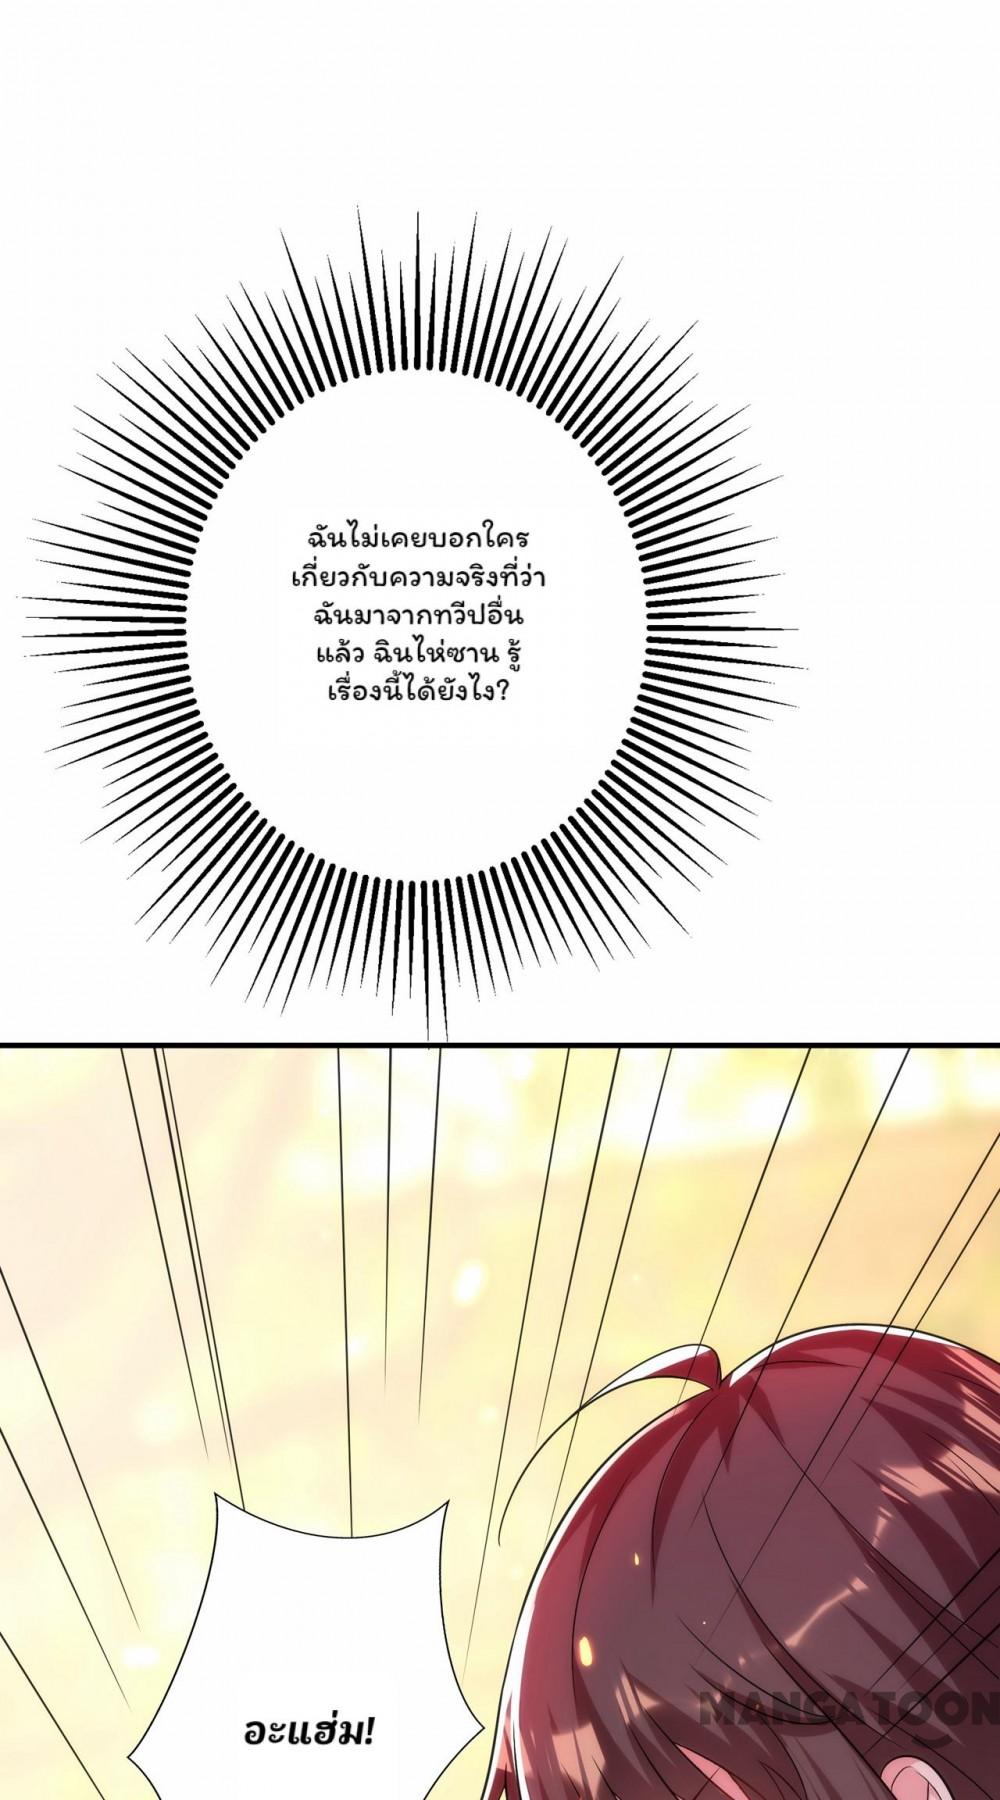 ฉันไม่เคยบอกใคร
เกี่ยวกับความจริงที่ว่า
ฉันมาจากทวีปอื่น
แล้ว ฉินไห่ซาน รู้
เรื่องนี้ได้ยังไง?
MANGATOON
อะแฮ่ม!